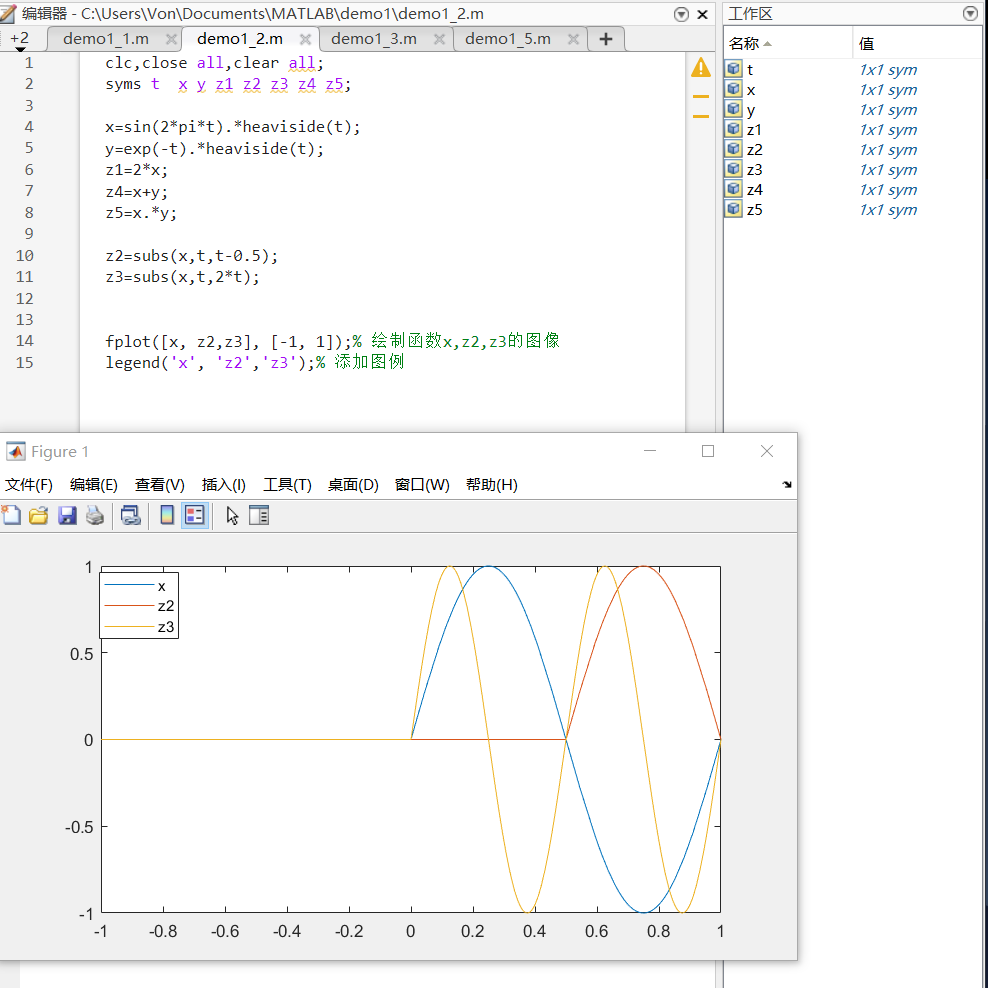 编辑器 - C:\Users\Von\Documents\MATLAB\demo1\demo1_2.m
+2 demo1_1.m demo1_2.m demo1_3.m demo1_5.m
1 clc,close all,clear all;
2 syms t  x y z1 z2 z3 z4 z5;
3
4 x=sin(2*pi*t).*heaviside(t);
5 y=exp(-t).*heaviside(t);
6 z1=2*x;
7 z4=x+y;
8 z5=x.*y;
9
10 z2=subs(x,t,t-0.5);
11 z3=subs(x,t,2*t);
12
13
14 fplot([x, z2,z3], [-1, 1]);% 绘制函数x,z2,z3的图像
15 legend('x', 'z2','z3');% 添加图例
工作区
名称 值
t 1x1 sym
x 1x1 sym
y 1x1 sym
z1 1x1 sym
z2 1x1 sym
z3 1x1 sym
z4 1x1 sym
z5 1x1 sym
Figure 1
文件(F) 编辑(E) 查看(V) 插入(I) 工具(T) 桌面(D) 窗口(W) 帮助(H)
x
z2
z3
1
0.5
0
-0.5
-1
-1 -0.8 -0.6 -0.4 -0.2 0 0.2 0.4 0.6 0.8 1